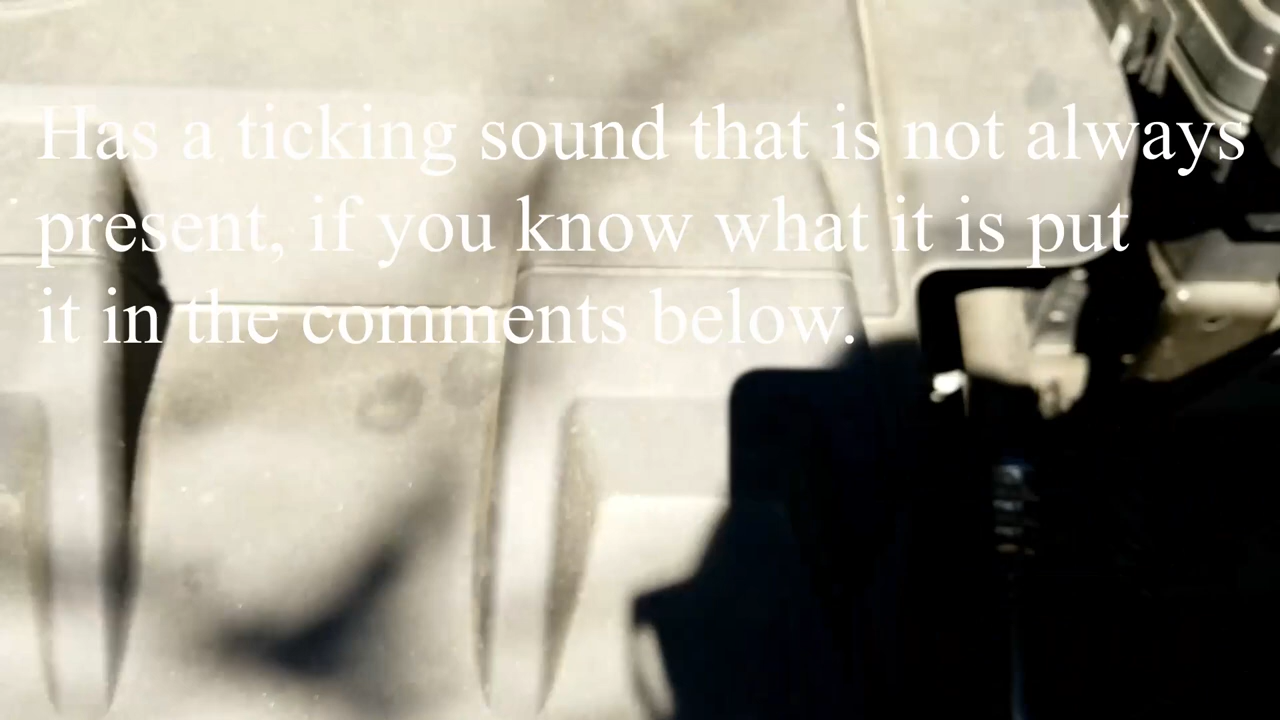 Has a ticking sound that is not always
present, if you know what it is put
it in the comments below.